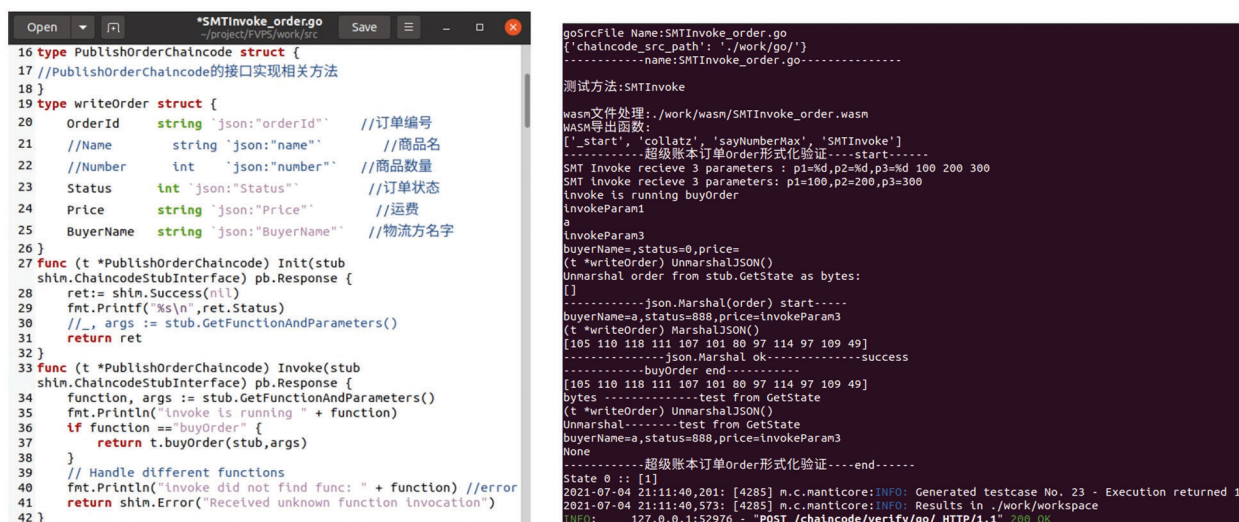 Open
*SMTInvoke_order.go
~/project/FVPS/work/src
Save
16 type PublishOrderChaincode struct {
17 //PublishOrderChaincode的接口实现相关方法
18 }
19 type writeOrder struct {
20 OrderId string `json:"orderId"` //订单编号
21 //Name string `json:"name"` //商品名
22 //Number int `json:"number"` //商品数量
23 Status int `json:"Status"` //订单状态
24 Price string `json:"Price"` //运费
25 BuyerName string `json:"BuyerName"` //物流方名字
26 }
27 func (t *PublishOrderChaincode) Init(stub
shim.ChaincodeStubInterface) pb.Response {
28 ret:= shim.Success(nil)
29 fmt.Printf("%s\n",ret.Status)
30 //_, args := stub.GetFunctionAndParameters()
31 return ret
32 }
33 func (t *PublishOrderChaincode) Invoke(stub
shim.ChaincodeStubInterface) pb.Response {
34 function, args := stub.GetFunctionAndParameters()
35 fmt.Println("invoke is running " + function)
36 if function =="buyOrder" {
37 return t.buyOrder(stub,args)
38 }
39 // Handle different functions
40 fmt.Println("invoke did not find func: " + function) //error
41 return shim.Error("Received unknown function invocation")
42 }
goSrcFile Name:SMTInvoke_order.go
{'chaincode_src_path': './work/go/'}
------------name:SMTInvoke_order.go---------------
测试方法:SMTInvoke
wasm文件处理:./work/wasm/SMTInvoke_order.wasm
WASM导出函数:
['_start', 'collatz', 'sayNumberMax', 'SMTInvoke']
------------超级账本订单Order形式化验证----start------
SMT Invoke recieve 3 parameters : p1=%d,p2=%d,p3=%d 100 200 300
SMT invoke recieve 3 parameters: p1=100,p2=200,p3=300
invoke is running buyOrder
invokeParam1
a
invokeParam3
buyerName=,status=0,price=
(t *writeOrder) UnmarshalJSON()
Unmarshal order from stub.GetState as bytes:
[]
------------json.Marshal(order) start-----
buyerName=a,status=888,price=invokeParam3
(t *writeOrder) MarshalJSON()
[105 110 118 111 107 101 80 97 114 97 109 49]
---------------json.Marshal ok--------------success
------------buyOrder end-----------
[105 110 118 111 107 101 80 97 114 97 109 49]
bytes --------------test from GetState
(t *writeOrder) UnmarshalJSON()
Unmarshal--------test from GetState
buyerName=a,status=888,price=invokeParam3
None
------------超级账本订单Order形式化验证----end------
State 0 :: [1]
2021-07-04 21:11:40,201: [4285] m.c.manticore:INFO: Generated testcase No. 23 - Execution returned 1
2021-07-04 21:11:40,573: [4285] m.c.manticore:INFO: Results in ./work/workspace
INFO: 127.0.0.1:52976 - "POST /chaincode/verify/go/ HTTP/1.1" 200 OK